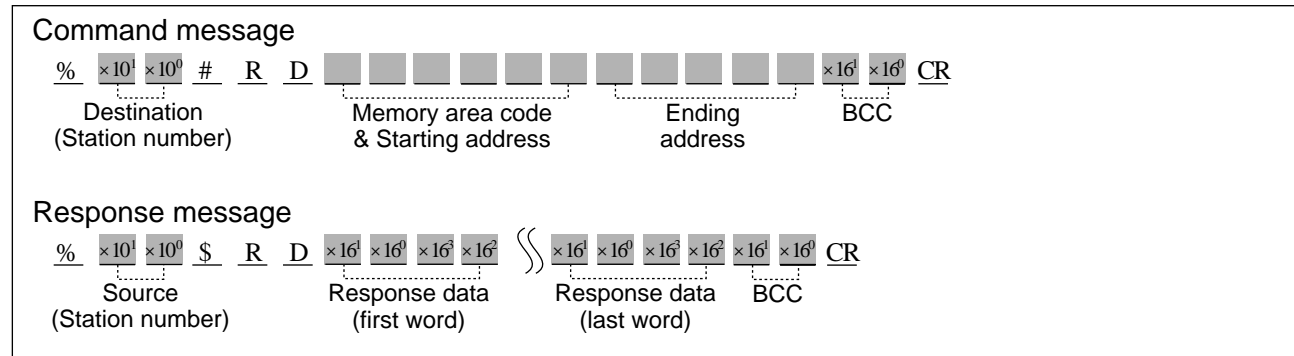 Command message
% ×10¹ ×10⁰ # R D ×16¹ ×16⁰ CR
Destination Memory area code Ending BCC
(Station number) & Starting address address
Response message
% ×10¹ ×10⁰ $ R D ×16¹ ×16⁰ ×16³ ×16² ×16¹ ×16⁰ ×16³ ×16² ×16¹ ×16⁰ CR
Source Response data Response data BCC
(Station number) (first word) (last word)